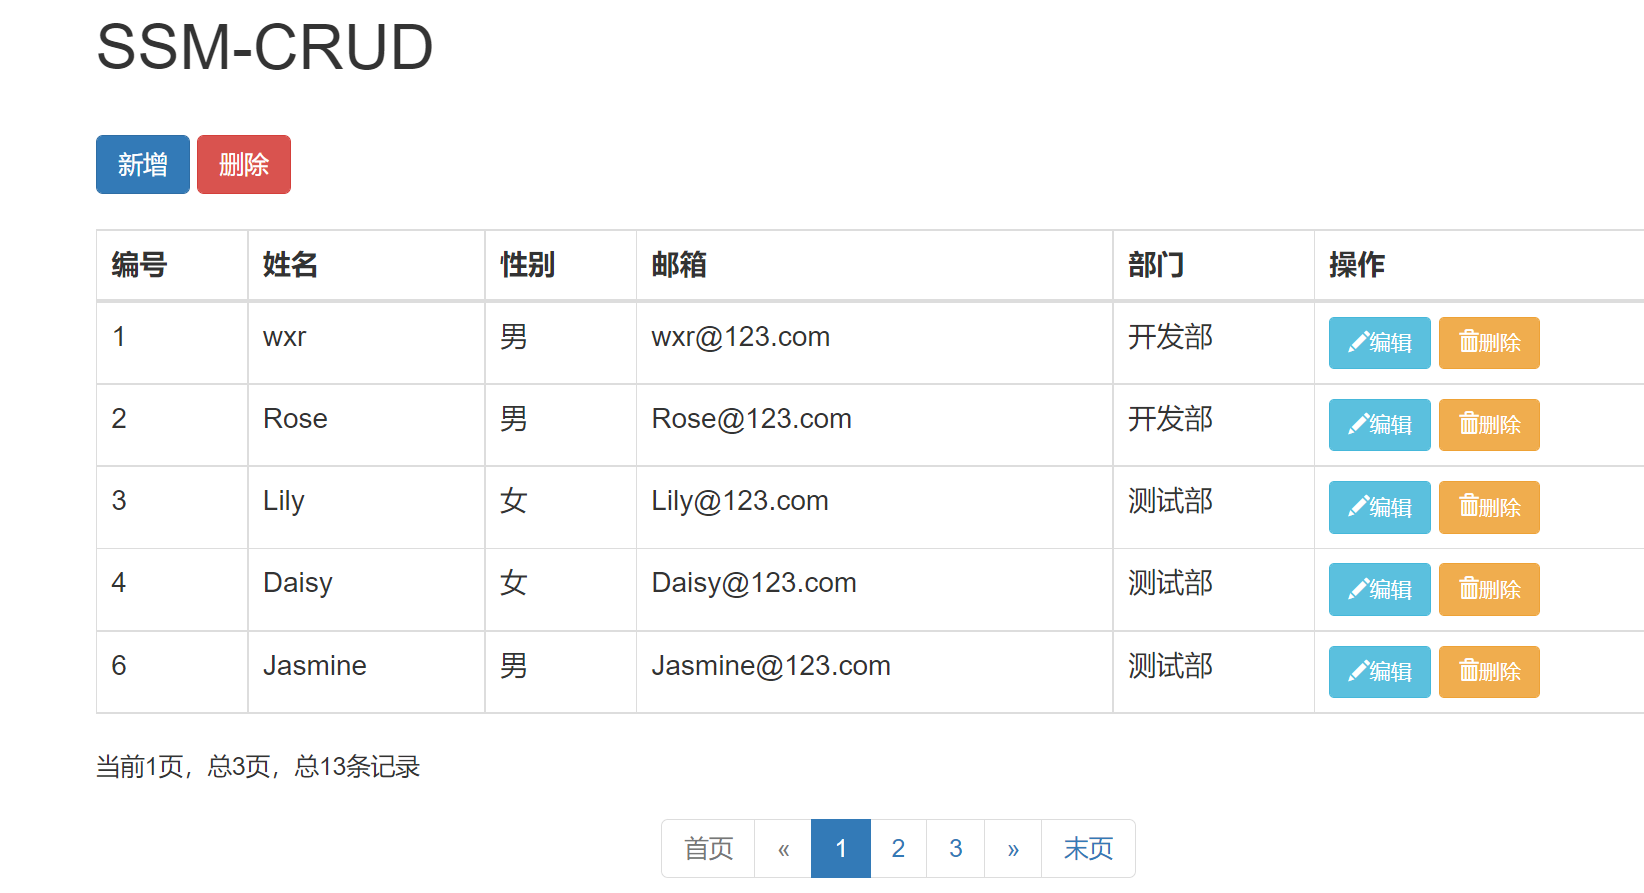 SSM-CRUD
新增 删除
编号 姓名 性别 邮箱 部门 操作
1 wxr 男 wxr@123.com 开发部 编辑 删除
2 Rose 男 Rose@123.com 开发部 编辑 删除
3 Lily 女 Lily@123.com 测试部 编辑 删除
4 Daisy 女 Daisy@123.com 测试部 编辑 删除
6 Jasmine 男 Jasmine@123.com 测试部 编辑 删除
当前1页，总3页，总13条记录
首页 « 1 2 3 » 末页